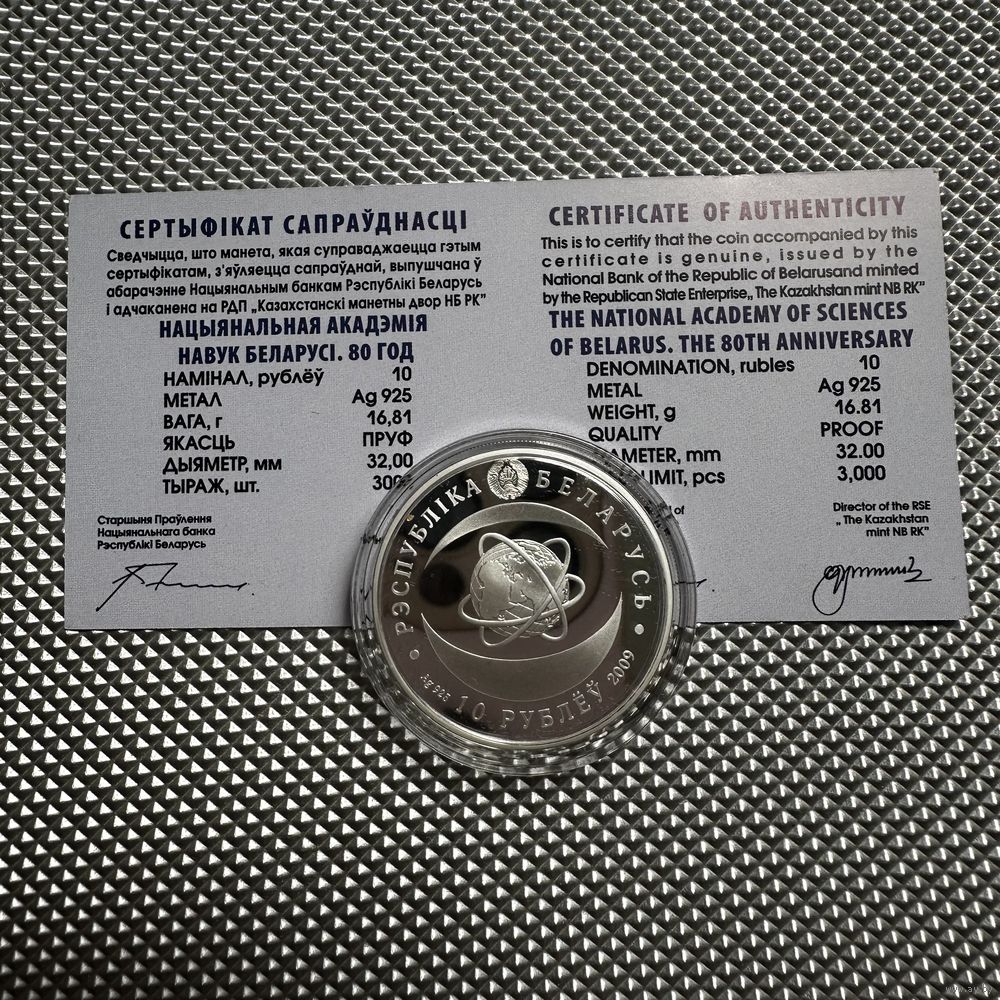 СЕРТЫФІКАТ САПРАЎДНАСЦІ
Сведчыцца, што манета, якая суправаджаецца гэтым
сертыфікатам, з'яўляецца сапраўднай, выпушчана ў
абарачэнне Нацыянальным банкам Рэспублікі Беларусь
і адчаканена на РДП „Казахстанскі манетны двор НБ РК”
НАЦЫЯНАЛЬНАЯ АКАДЭМІЯ
НАВУК БЕЛАРУСІ. 80 ГОД
НАМІНАЛ, рублёў 10
МЕТАЛ Ag 925
ВАГА, г 16,81
ЯКАСЦЬ ПРУФ
ДЫЯМЕТР, мм 32,00
ТЫРАЖ, шт. 300
Старшыня Праўлення
Нацыянальнага банка
Рэспублікі Беларусь
CERTIFICATE OF AUTHENTICITY
This is to certify that the coin accompanied by this
certificate is genuine, issued by the
National Bank of the Republic of Belarusand minted
by the Republican State Enterprise„ The Kazakhstan mint NB RK”
THE NATIONAL ACADEMY OF SCIENCES
OF BELARUS. THE 80TH ANNIVERSARY
DENOMINATION, rubles 10
METAL Ag 925
WEIGHT, g 16.81
QUALITY PROOF
AMETER, mm 32.00
LIMIT, pcs 3,000
of
Director of the RSE
„ The Kazakhstan
mint NB RK”
РЭСПУБЛІКА БЕЛАРУСЬ
Ag 925 10 РУБЛЁЎ 2009